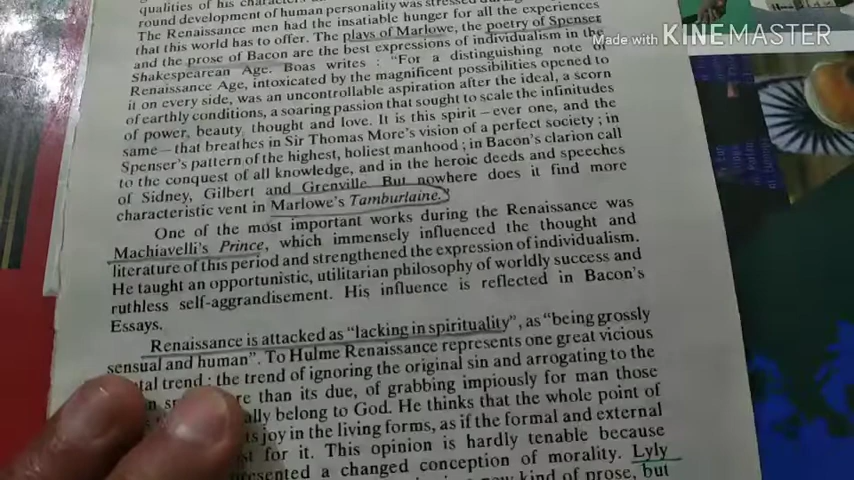 qualities of his characters
round development of human personality was stressed
The Renaissance men had the insatiable hunger for all the experiences
that this world has to offer. The plays of Marlowe, the poetry of Spenser
and the prose of Bacon are the best expressions of individualism in the
Shakespearean Age. Boas writes : "For a distinguishing note
Renaissance Age, intoxicated by the magnificent possibilities opened to
it on every side, was an uncontrollable aspiration after the ideal, a scorn
of earthly conditions, a soaring passion that sought to scale the infinitudes
of power, beauty, thought and love. It is this spirit – ever one, and the
same – that breathes in Sir Thomas More's vision of a perfect society ; in
Spenser's pattern of the highest, holiest manhood ; in Bacon's clarion call
to the conquest of all knowledge, and in the heroic deeds and speeches
of Sidney, Gilbert and Grenville. But nowhere does it find more
characteristic vent in Marlowe's Tamburlaine."
One of the most important works during the Renaissance was
Machiavelli's Prince, which immensely influenced the thought and
literature of this period and strengthened the expression of individualism.
He taught an opportunistic, utilitarian philosophy of worldly success and
ruthless self-aggrandisement. His influence is reflected in Bacon's
Essays.
Renaissance is attacked as "lacking in spirituality", as "being grossly
sensual and human". To Hulme Renaissance represents one great vicious
trend : the trend of ignoring the original sin and arrogating to the
than its due, of grabbing impiously for man those
belong to God. He thinks that the whole point of
joy in the living forms, as if the formal and external
for it. This opinion is hardly tenable because
a changed conception of morality. Lyly
kind of prose, but
Made with KINEMASTER